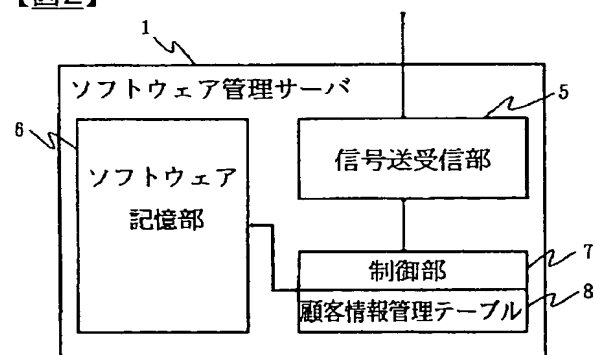 【図2】
1
ソフトウェア管理サーバ
5
6
ソフトウェア
記憶部
信号送受信部
制御部
7
顧客情報管理テーブル
8